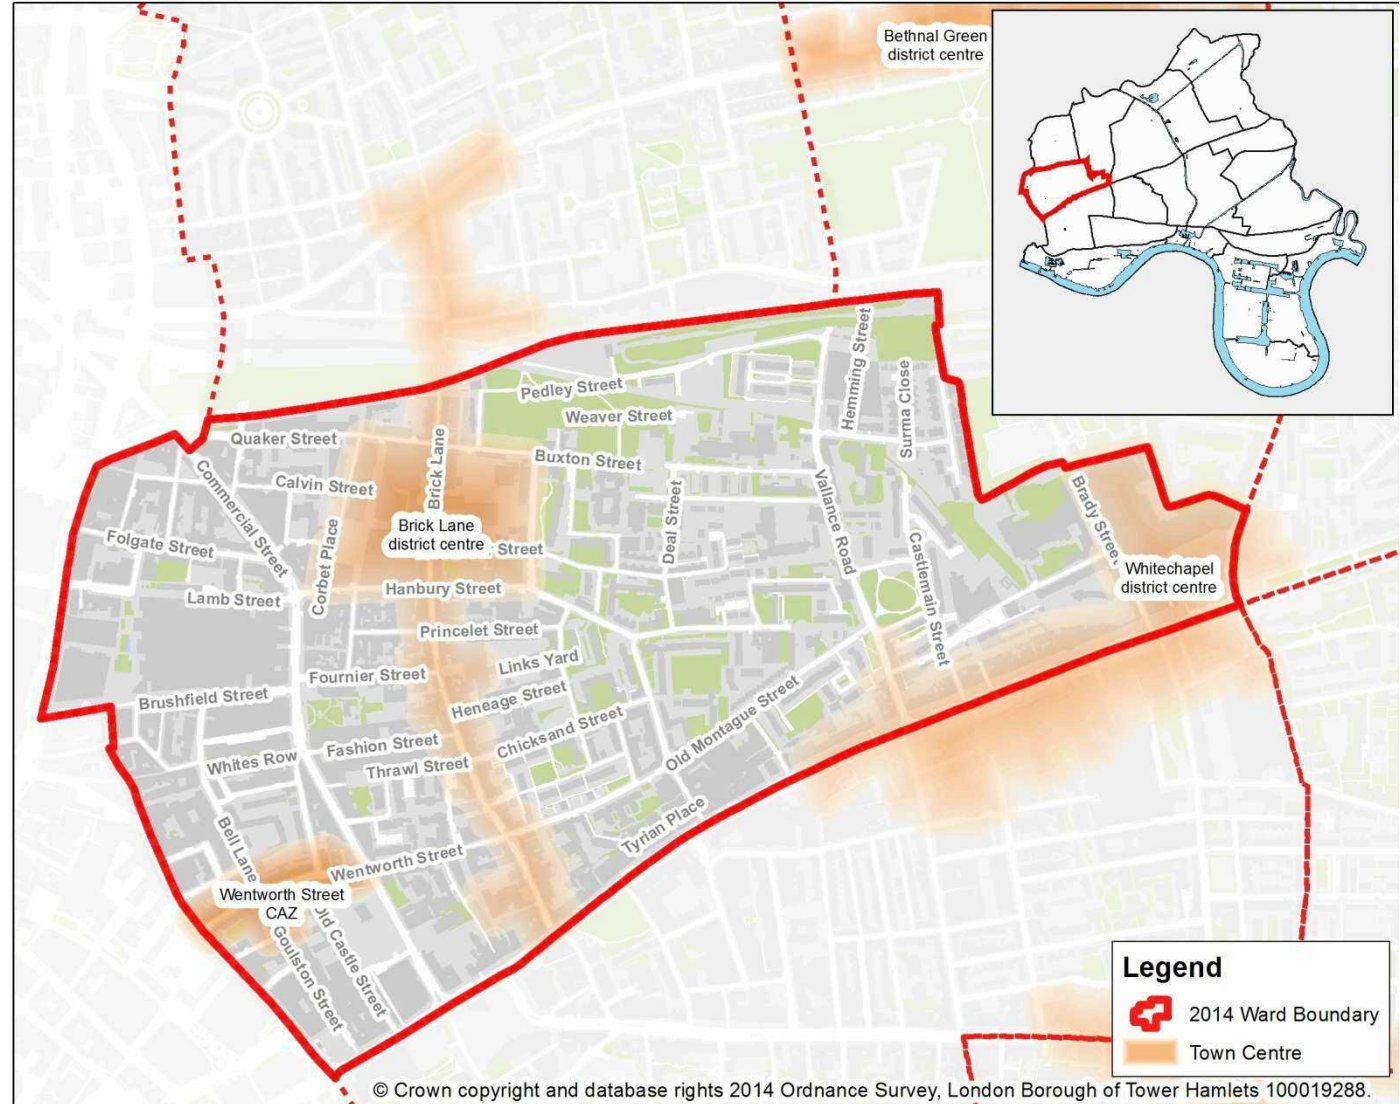 Bethnal Green
district centre
Hemming Street
Surma Close
Pedley Street
Weaver Street
Quaker Street
Brick Lane
Buxton Street
Commercial Street
Calvin Street
Vallance Road
Deal Street
Brady Street
Folgate Street
Corbet Place
Brick Lane
district centre
Street
Castlemain Street
Whitechapel
district centre
Lamb Street
Hanbury Street
Princelet Street
Links Yard
Fournier Street
Heneage Street
Brushfield Street
Chicksand Street
Old Montague Street
Fashion Street
Whites Row
Thrawl Street
Tyrian Place
Bell Lane
Wentworth Street
Wentworth Street
CAZ
Old Castle Street
Goulston Street
Legend
2014 Ward Boundary
Town Centre
© Crown copyright and database rights 2014 Ordnance Survey, London Borough of Tower Hamlets 100019288.